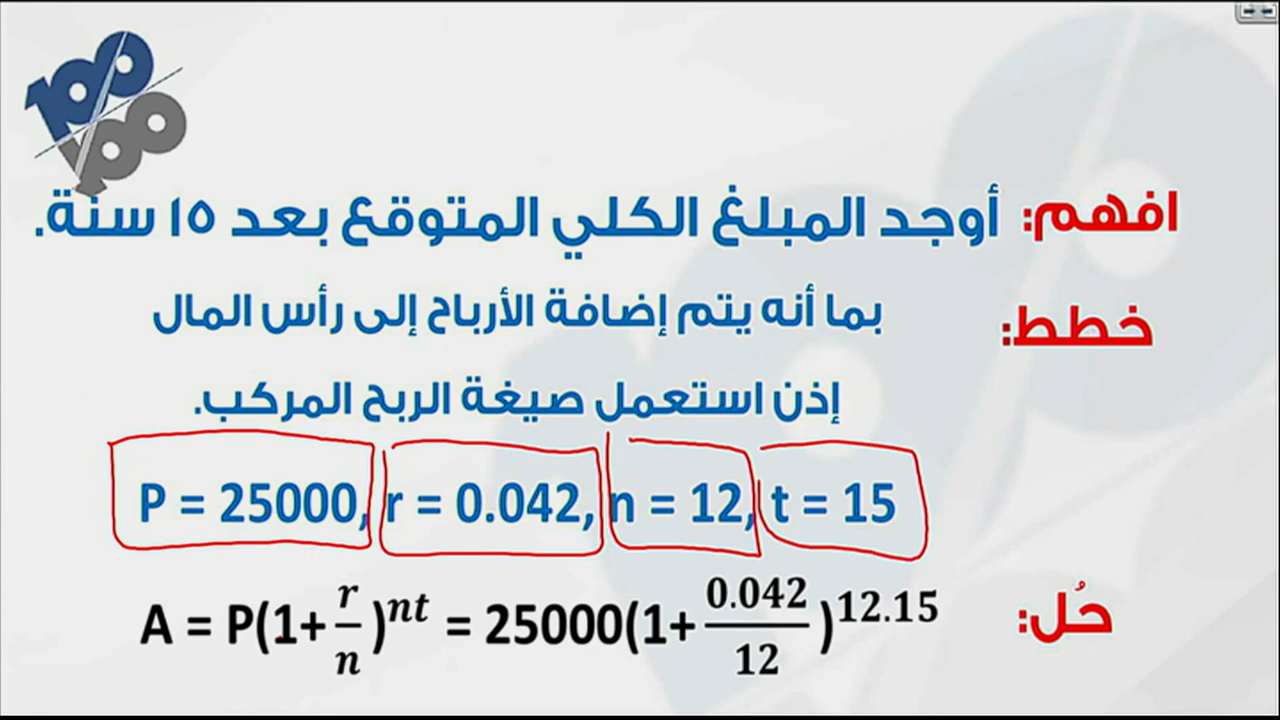 100
100
افهم: أوجد المبلغ الكلي المتوقع بعد ١٥ سنة.
خطط: بما أنه يتم إضافة الأرباح إلى رأس المال
إذن استعمل صيغة الربح المركب.
P = 25000, r = 0.042, n = 12, t = 15
حُل: A = P(1+ r/n )^nt = 25000(1+ 0.042/12 )^12.15